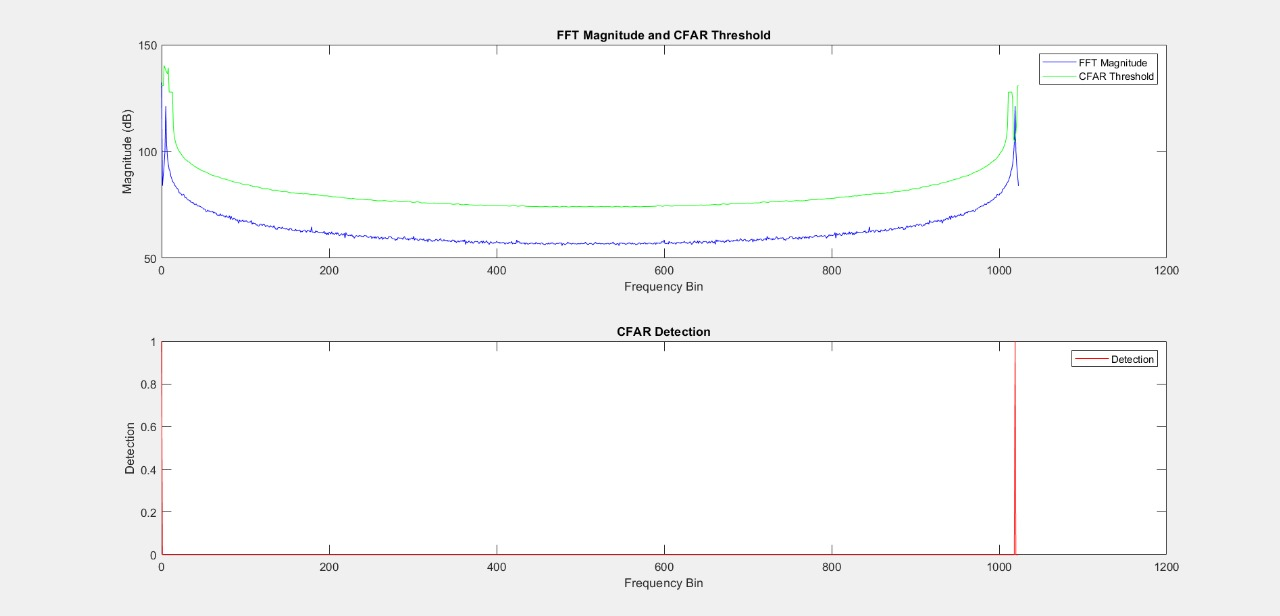 FFT Magnitude and CFAR Threshold
150
100
50
Magnitude (dB)
FFT Magnitude
CFAR Threshold
0 200 400 600 800 1000 1200
Frequency Bin
CFAR Detection
1
0.8
0.6
0.4
0.2
0
Detection
Detection
0 200 400 600 800 1000 1200
Frequency Bin